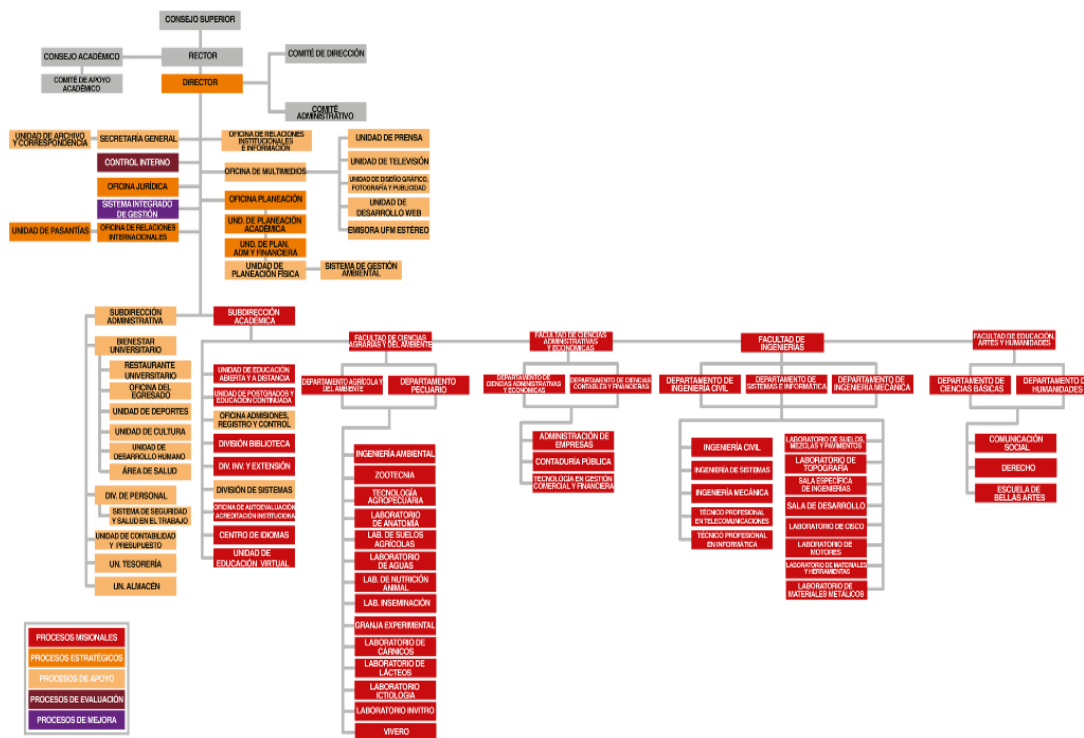 CONSEJO SUPERIOR
CONSEJO ACADÉMICO
RECTOR
COMITÉ DE DIRECCIÓN
COMITÉ DE APOYO
ACADÉMICO
DIRECTOR
COMITÉ
ADMINISTRATIVO
UNIDAD DE ARCHIVO
Y CORRESPONDENCIA
SECRETARÍA GENERAL
OFICINA DE RELACIONES
INSTITUCIONALES
E INFORMACIÓN
UNIDAD DE PRENSA
CONTROL INTERNO
OFICINA DE MULTIMEDIOS
UNIDAD DE TELEVISIÓN
OFICINA JURÍDICA
UNIDAD DE DISEÑO GRÁFICO,
FOTOGRAFÍA Y PUBLICIDAD
SISTEMA INTEGRADO
DE GESTIÓN
OFICINA PLANEACIÓN
UNIDAD DE
DESARROLLO WEB
UNIDAD DE PASANTÍAS
OFICINA DE RELACIONES
INTERNACIONALES
UND. DE PLANEACIÓN
ACADÉMICA
EMISORA UFM ESTÉREO
UND. DE PLAN.
ADM Y FINANCIERA
UNIDAD DE
PLANEACIÓN FÍSICA
SISTEMA DE GESTIÓN
AMBIENTAL
SUBDIRECCIÓN
ADMINISTRATIVA
SUBDIRECCIÓN
ACADÉMICA
BIENESTAR
UNIVERSITARIO
RESTAURANTE
UNIVERSITARIO
OFICINA DEL
EGRESADO
UNIDAD DE DEPORTES
UNIDAD DE CULTURA
UNIDAD DE
DESARROLLO HUMANO
ÁREA DE SALUD
DIV. DE PERSONAL
SISTEMA DE SEGURIDAD
Y SALUD EN EL TRABAJO
UNIDAD DE CONTABILIDAD
Y PRESUPUESTO
UN. TESORERÍA
UN. ALMACÉN
UNIDAD DE EDUCACIÓN
ABIERTA Y A DISTANCIA
UNIDAD DE POSTGRADOS Y
EDUCACIÓN CONTINUADA
OFICINA ADMISIONES,
REGISTRO Y CONTROL
DIVISIÓN BIBLIOTECA
DIV. INV. Y EXTENSIÓN
DIVISIÓN DE SISTEMAS
OFICINA DE AUTOEVALUACIÓN
ACREDITACIÓN INSTITUCIONA
CENTRO DE IDIOMAS
UNIDAD DE
EDUCACIÓN VIRTUAL
FACULTAD DE CIENCIAS
AGRARIAS Y DEL AMBIENTE
DEPARTAMENTO AGRÍCOLA Y
DEL AMBIENTE
DEPARTAMENTO
PECUARIO
INGENIERÍA AMBIENTAL
ZOOTECNIA
TECNOLOGÍA
AGROPECUARIA
LABORATORIO
DE ANATOMÍA
LAB. DE SUELOS
AGRÍCOLAS
LABORATORIO
DE AGUAS
LAB. DE NUTRICIÓN
ANIMAL
LAB. INSEMINACIÓN
GRANJA EXPERIMENTAL
LABORATORIO DE
CÁRNICOS
LABORATORIO DE
LÁCTEOS
LABORATORIO
ICTIOLOGIA
LABORATORIO INVITRO
VIVERO
FACULTAD DE CIENCIAS
ADMINISTRATIVAS
Y ECONOMICAS
DEPARTAMENTO DE
CIENCIAS ADMINISTRATIVAS
Y ECONÓMICAS
DEPARTAMENTO DE CIENCIAS
CONTABLES Y FINANCIERAS
ADMINISTRACIÓN DE
EMPRESAS
CONTADURÍA PÚBLICA
TECNOLOGÍA EN GESTIÓN
COMERCIAL Y FINANCIERA
FACULTAD DE
INGENIERÍAS
DEPARTAMENTO DE
INGENIERÍA CIVIL
DEPARTAMENTO DE
SISTEMAS E INFORMÁTICA
DEPARTAMENTO DE
INGENIERÍA MECÁNICA
INGENIERÍA CIVIL
INGENIERÍA DE SISTEMAS
INGENIERÍA MECÁNICA
TÉCNICO PROFESIONAL
EN TELECOMUNICACIONES
TÉCNICO PROFESIONAL
EN INFORMÁTICA
LABORATORIO DE SUELOS,
MEZCLAS Y PAVIMENTOS
LABORATORIO DE
TOPOGRAFÍA
SALA ESPECÍFICA
DE INGENIERÍAS
SALA DE DESARROLLO
LABORATORIO DE CISCO
LABORATORIO DE
MOTORES
LABORATORIO DE MATERIALES
Y HERRAMIENTAS
LABORATORIO DE
MATERIALES METÁLICOS
FACULTAD DE EDUCACIÓN,
ARTES Y HUMANIDADES
DEPARTAMENTO DE
CIENCIAS BÁSICAS
DEPARTAMENTO DE
HUMANIDADES
COMUNICACIÓN
SOCIAL
DERECHO
ESCUELA DE
BELLAS ARTES
PROCESOS MISIONALES
PROCESOS ESTRATÉGICOS
PROCESOS DE APOYO
PROCESOS DE EVALUACIÓN
PROCESOS DE MEJORA